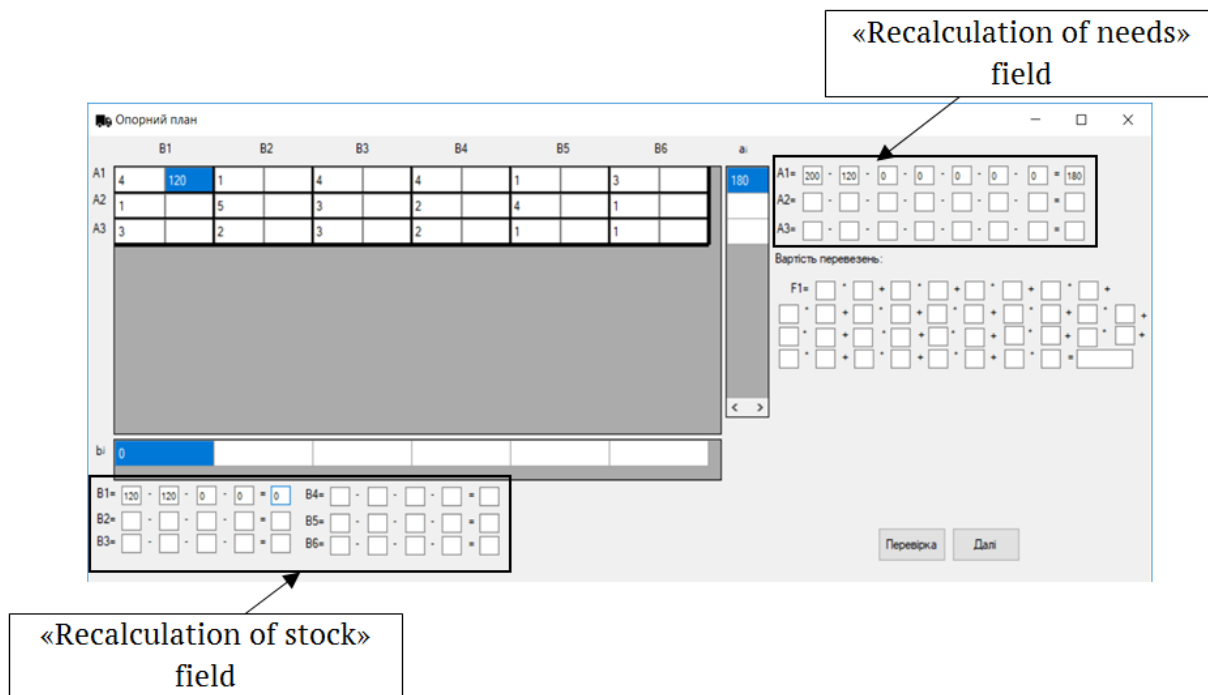 «Recalculation of needs»
field
Опорний план
B1 B2 B3 B4 B5 B6 ai
A1 4 120 1 4 4 1 3 180
A2 1 5 3 2 4 1
A3 3 2 3 2 1 1
A1= 200 - 120 - 0 - 0 - 0 - 0 - 0 = 180
A2= - - - - - - =
A3= - - - - - - =
Вартість перевезень:
F1= * + * + * + * +
* + * + * + * + * +
* + * + * + * + * +
* + * + * + * =
< >
bj 0
B1= 120 - 120 - 0 - 0 = 0 B4= - - - =
B2= - - - = B5= - - - =
B3= - - - = B6= - - - =
Перевірка Далі
«Recalculation of stock»
field